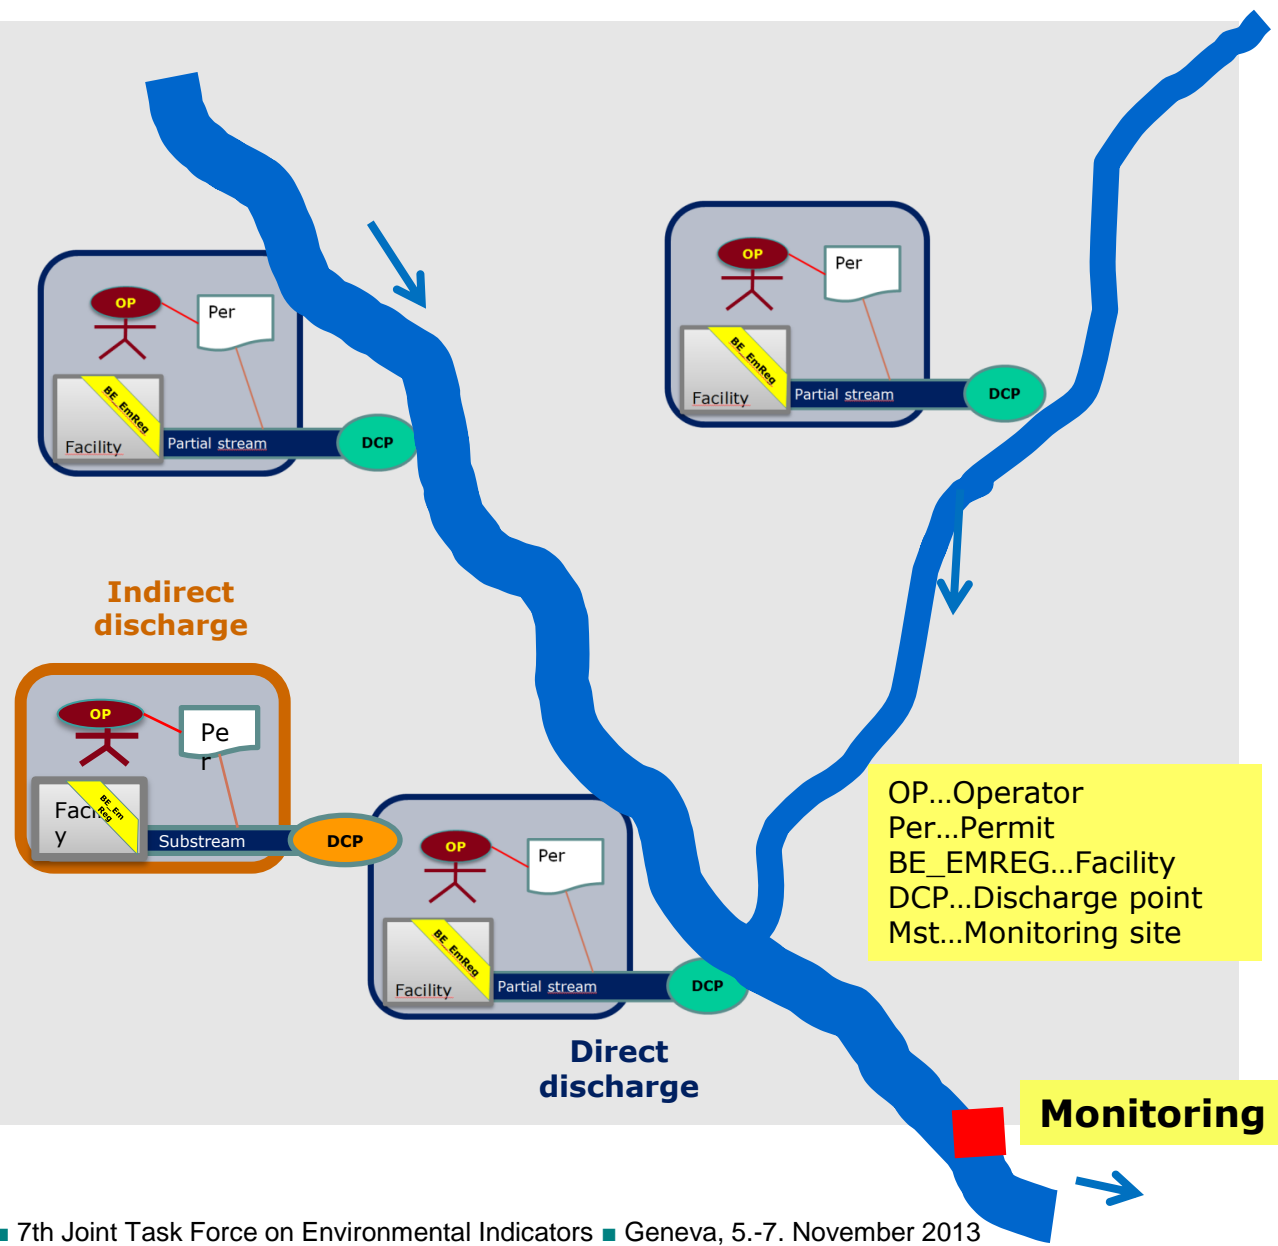 OP
Per
BE_EmReg
Facility
Partial stream
DCP
OP
Per
BE_EmReg
Facility
Partial stream
DCP
Indirect
discharge
OP
Pe
r
BE_Em
Reg
y
Substream
DCP
OP
Per
BE_EmReg
Facility
Partial stream
DCP
Direct
discharge
OP...Operator
Per...Permit
BE_EMREG...Facility
DCP...Discharge point
Mst...Monitoring site
Monitoring
■ 7th Joint Task Force on Environmental Indicators ■ Geneva, 5.-7. November 2013